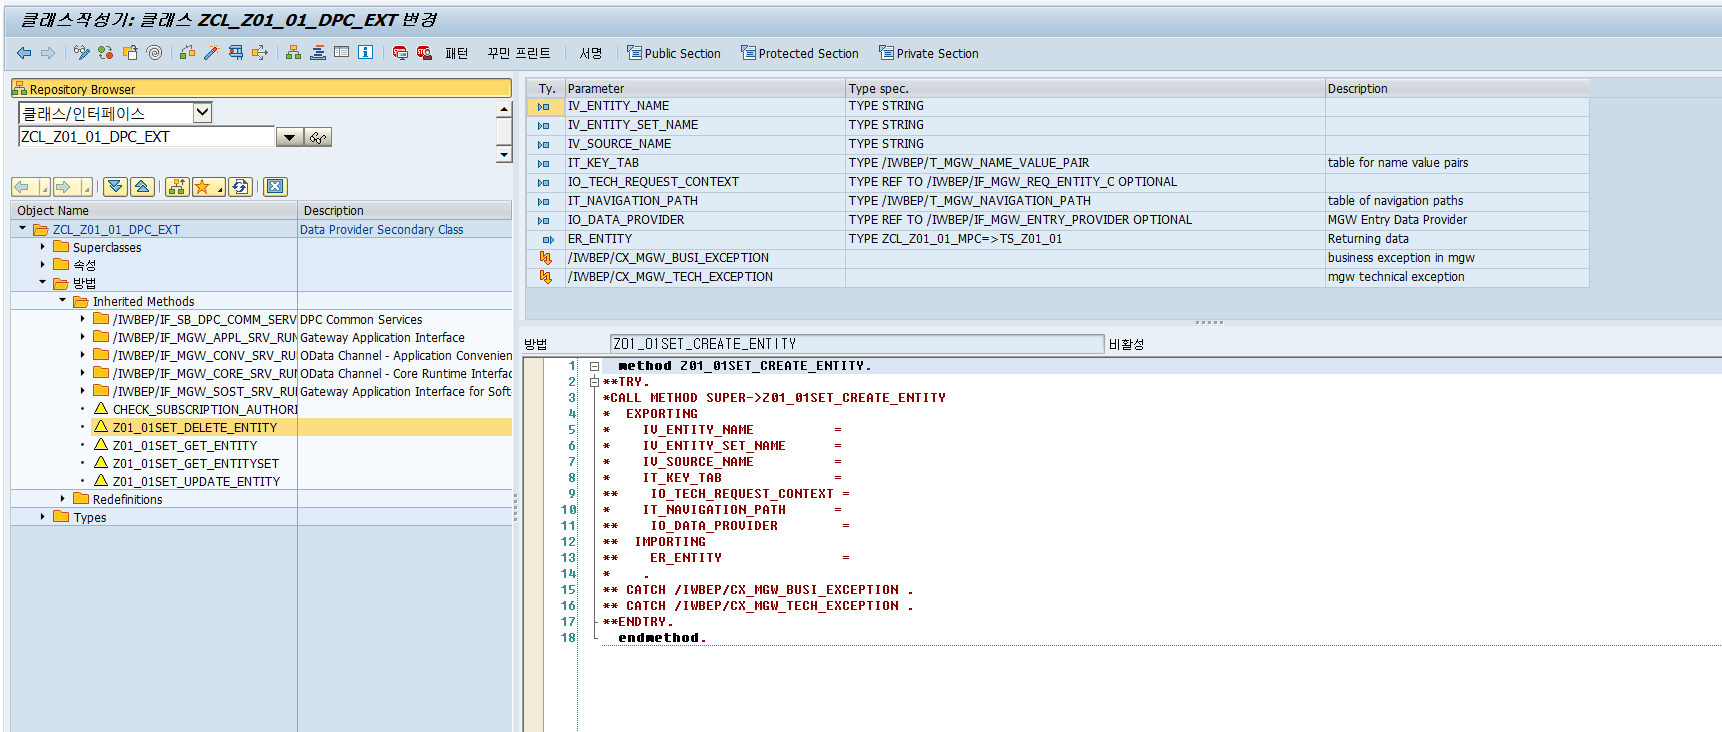 클래스작성기: 클래스 ZCL_Z01_01_DPC_EXT 변경
패턴 꾸민 프린트 서명 Public Section Protected Section Private Section
Repository Browser
클래스/인터페이스
ZCL_Z01_01_DPC_EXT
Object Name Description
ZCL_Z01_01_DPC_EXT Data Provider Secondary Class
Superclasses
속성
방법
Inherited Methods
/IWBEP/IF_SB_DPC_COMM_SERV DPC Common Services
/IWBEP/IF_MGW_APPL_SRV_RUN Gateway Application Interface
/IWBEP/IF_MGW_CONV_SRV_RUI OData Channel - Application Convenien
/IWBEP/IF_MGW_CORE_SRV_RUI OData Channel - Core Runtime Interfac
/IWBEP/IF_MGW_SOST_SRV_RUI Gateway Application Interface for Soft
CHECK_SUBSCRIPTION_AUTHORI
Z01_01SET_DELETE_ENTITY
Z01_01SET_GET_ENTITY
Z01_01SET_GET_ENTITYSET
Z01_01SET_UPDATE_ENTITY
Redefinitions
Types
Ty. Parameter Type spec. Description
IV_ENTITY_NAME TYPE STRING
IV_ENTITY_SET_NAME TYPE STRING
IV_SOURCE_NAME TYPE STRING
IT_KEY_TAB TYPE /IWBEP/T_MGW_NAME_VALUE_PAIR table for name value pairs
IO_TECH_REQUEST_CONTEXT TYPE REF TO /IWBEP/IF_MGW_REQ_ENTITY_C OPTIONAL
IT_NAVIGATION_PATH TYPE /IWBEP/T_MGW_NAVIGATION_PATH table of navigation paths
IO_DATA_PROVIDER TYPE REF TO /IWBEP/IF_MGW_ENTRY_PROVIDER OPTIONAL MGW Entry Data Provider
ER_ENTITY TYPE ZCL_Z01_01_MPC=>TS_Z01_01 Returning data
/IWBEP/CX_MGW_BUSI_EXCEPTION business exception in mgw
/IWBEP/CX_MGW_TECH_EXCEPTION mgw technical exception
방법 Z01_01SET_CREATE_ENTITY 비활성
1 method Z01_01SET_CREATE_ENTITY.
2 **TRY.
3 *CALL METHOD SUPER->Z01_01SET_CREATE_ENTITY
4 * EXPORTING
5 * IV_ENTITY_NAME =
6 * IV_ENTITY_SET_NAME =
7 * IV_SOURCE_NAME =
8 * IT_KEY_TAB =
9 ** IO_TECH_REQUEST_CONTEXT =
10 * IT_NAVIGATION_PATH =
11 ** IO_DATA_PROVIDER =
12 ** IMPORTING
13 ** ER_ENTITY =
14 * .
15 ** CATCH /IWBEP/CX_MGW_BUSI_EXCEPTION .
16 ** CATCH /IWBEP/CX_MGW_TECH_EXCEPTION .
17 **ENDTRY.
18 endmethod.